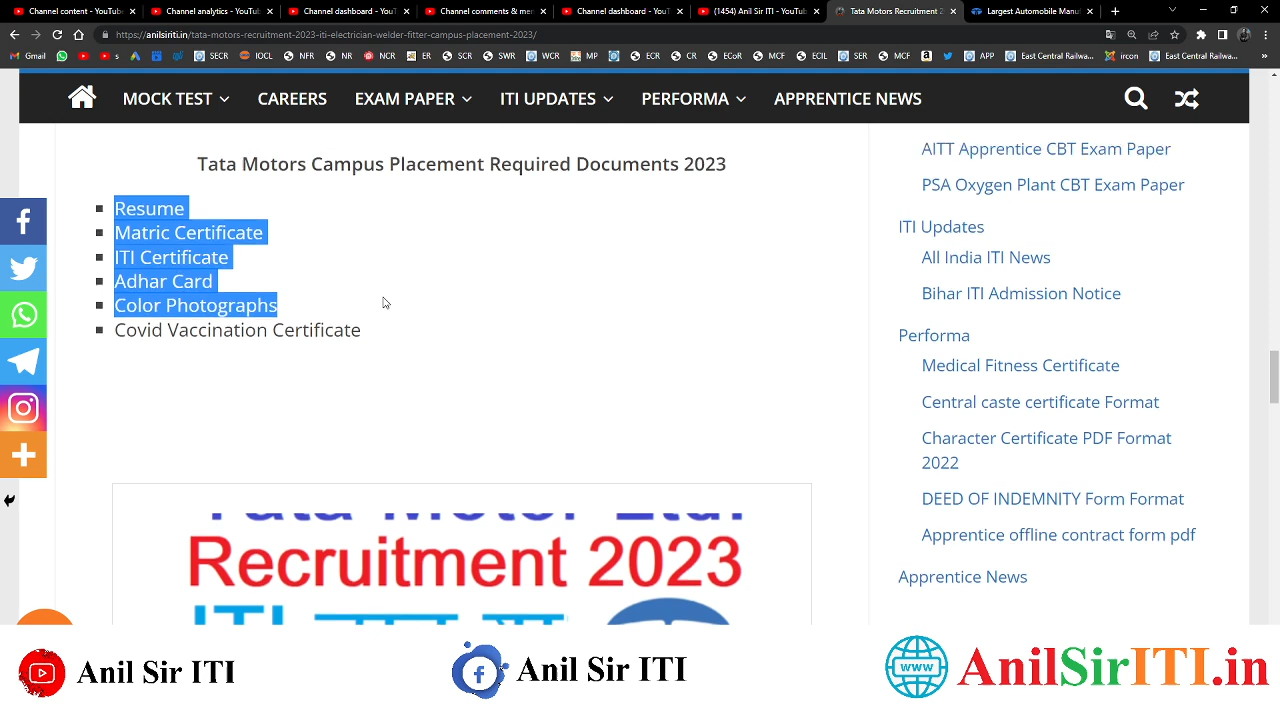 Channel content - YouTube
Channel analytics - YouTub
Channel dashboard - YouT
Channel comments & men
Channel dashboard - YouT
(1454) Anil Sir ITI - YouTub
Tata Motors Recruitment 2
Largest Automobile Manuf
https://anilsiriti.in/tata-motors-recruitment-2023-iti-electrician-welder-fitter-campus-placement-2023/
Gmail s SECR IOCL NFR NR NCR ER SCR SWR WCR MP ECR CR ECoR MCF ECIL SER MCF APP East Central Railwa... ircon East Central Railwa... »
MOCK TEST CAREERS EXAM PAPER ITI UPDATES PERFORMA APPRENTICE NEWS
Tata Motors Campus Placement Required Documents 2023
Resume
Matric Certificate
ITI Certificate
Adhar Card
Color Photographs
Covid Vaccination Certificate
AITT Apprentice CBT Exam Paper
PSA Oxygen Plant CBT Exam Paper
ITI Updates
All India ITI News
Bihar ITI Admission Notice
Performa
Medical Fitness Certificate
Central caste certificate Format
Character Certificate PDF Format
2022
DEED OF INDEMNITY Form Format
Apprentice offline contract form pdf
Apprentice News
Tata Motor Ltd.
Recruitment 2023
ITI
Anil Sir ITI
Anil Sir ITI
www
AnilSirITI.in